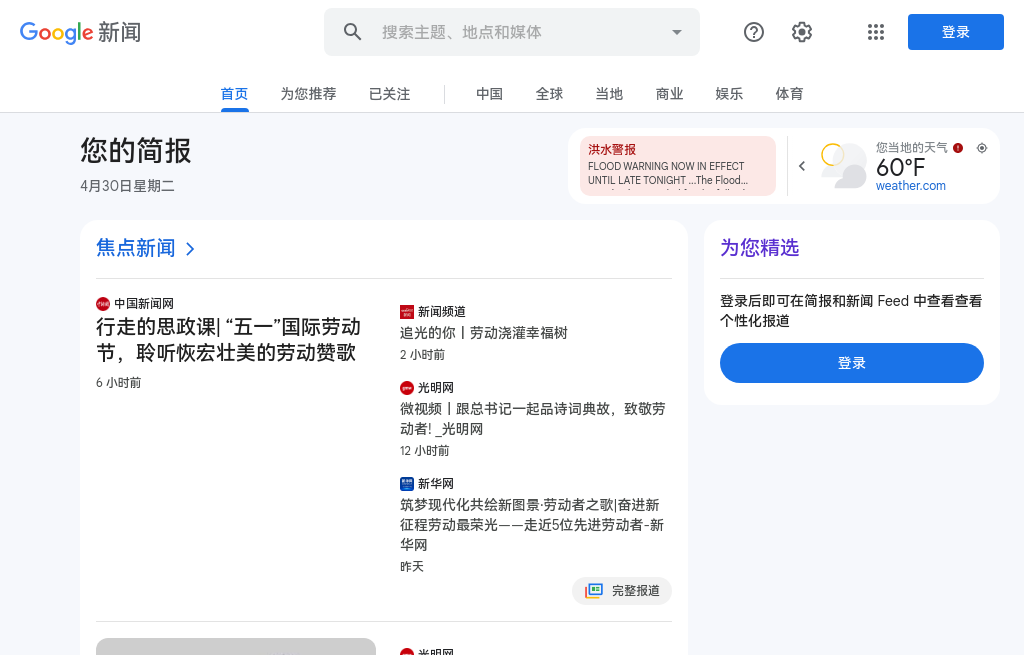 Google 新闻
搜索主题、地点和媒体
登录
首页
为您推荐
已关注
中国
全球
当地
商业
娱乐
体育
您的简报
4月30日星期二
洪水警报
FLOOD WARNING NOW IN EFFECT
UNTIL LATE TONIGHT ...The Flood...
您当地的天气
60°F
weather.com
焦点新闻
中国新闻网
行走的思政课| “五一”国际劳动
节，聆听恢宏壮美的劳动赞歌
6 小时前
新闻频道
追光的你丨劳动浇灌幸福树
2 小时前
光明网
微视频丨跟总书记一起品诗词典故，致敬劳
动者! _光明网
12 小时前
新华网
筑梦现代化共绘新图景·劳动者之歌|奋进新
征程劳动最荣光——走近5位先进劳动者-新
华网
昨天
完整报道
光明网
为您精选
登录后即可在简报和新闻 Feed 中查看查看
个性化报道
登录